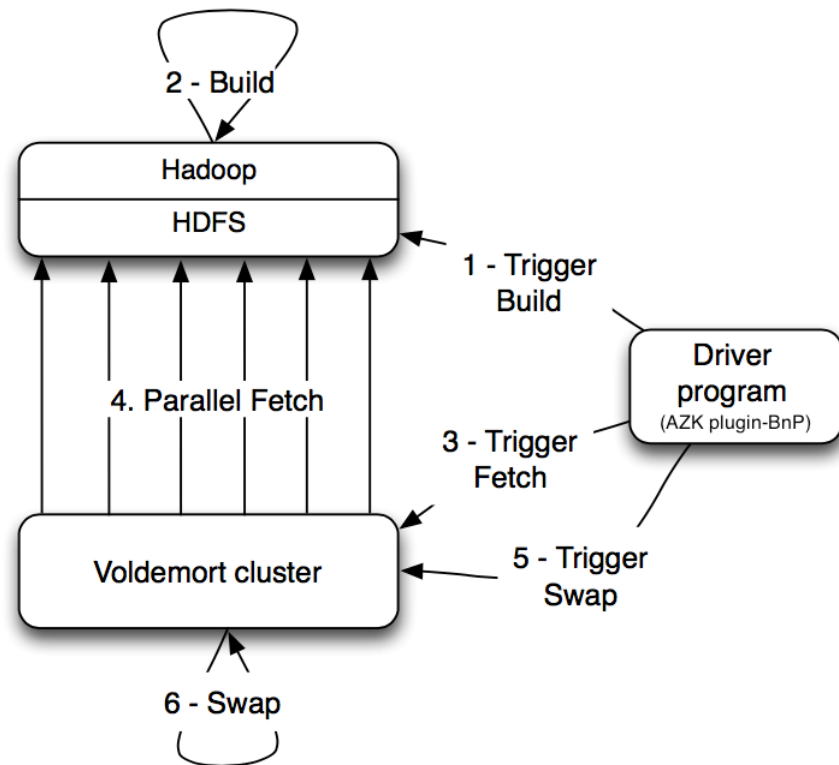 2 - Build
Hadoop
HDFS
1 - Trigger
Build
Driver
program
(AZK plugin-BnP)
4. Parallel Fetch
3 - Trigger
Fetch
Voldemort cluster
5 - Trigger
Swap
6 - Swap